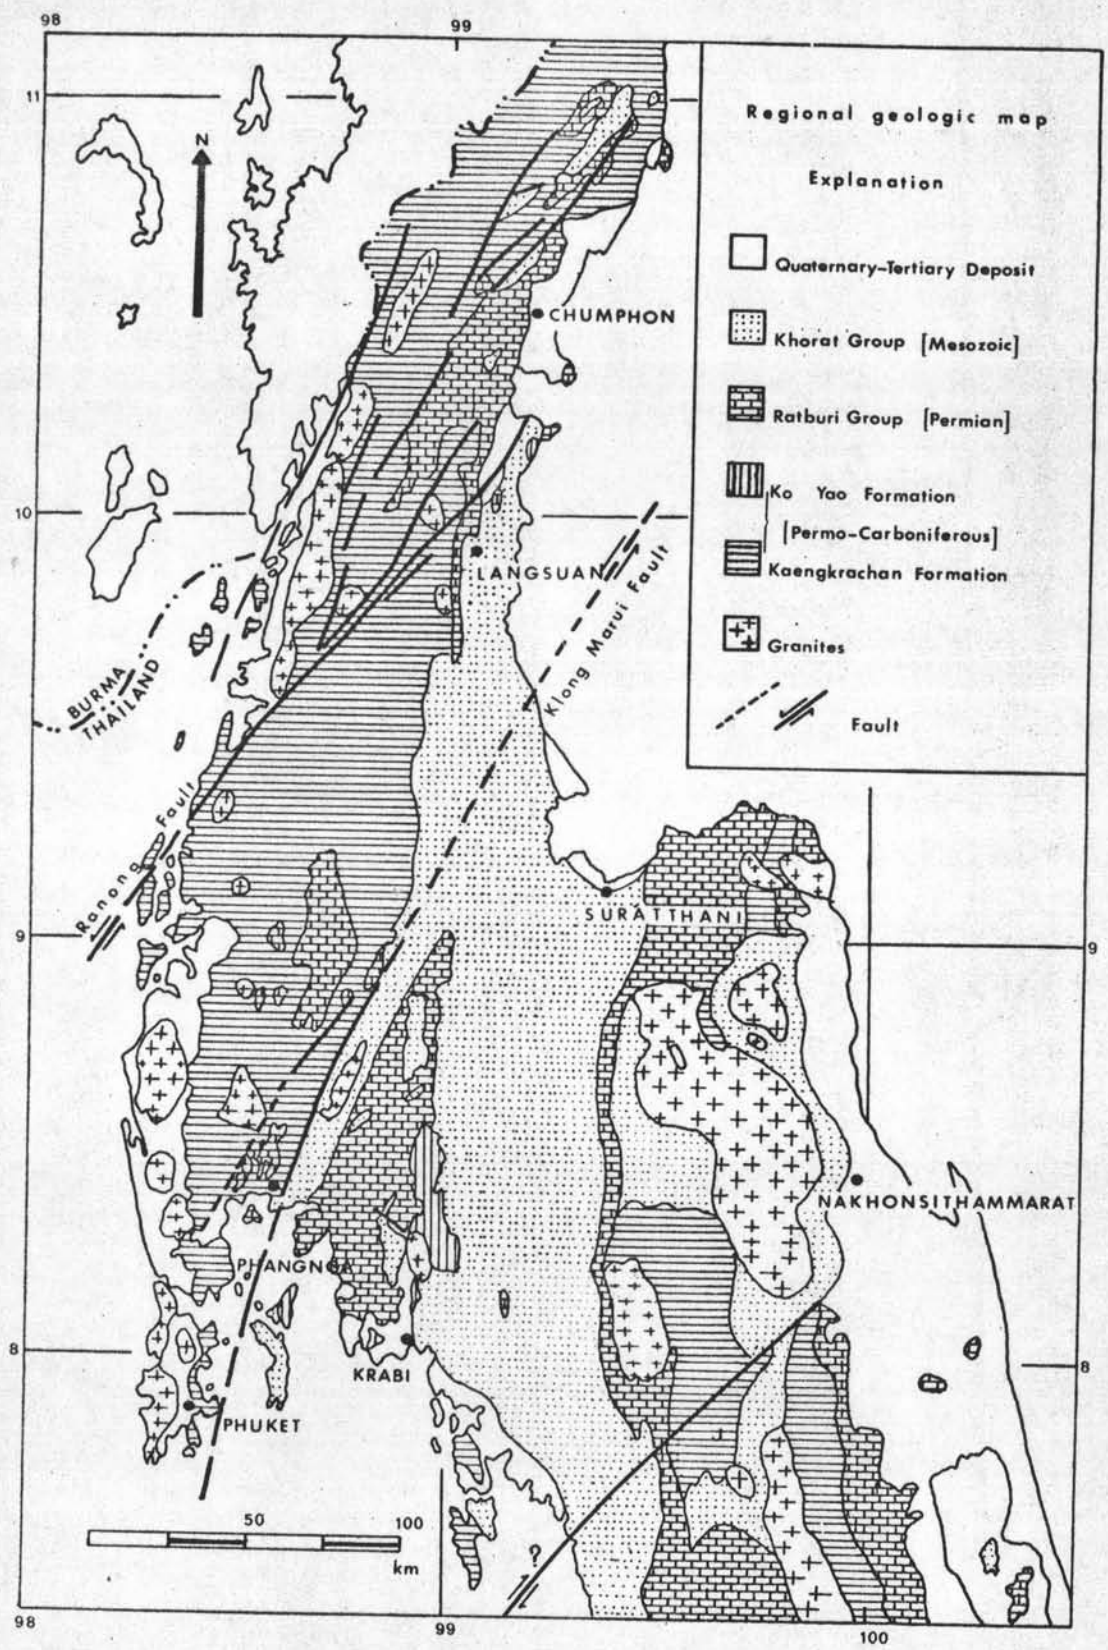 98
99
11
N
Regional geologic map
Explanation
Quaternary-Tertiary Deposit
Khorat Group [Mesozoic]
Ratburi Group [Permian]
Ko Yao Formation
[Permo-Carboniferous]
Kaengkrachan Formation
Granites
Fault
CHUMPHON
10
LANGSUAN
Klong Marui Fault
BURMA
THAILAND
Ranong Fault
SURATTHANI
9
9
NAKHONSITHAMMARAT
PHANGNGA
8
8
KRABI
PHUKET
50
100
km
?
98
99
100